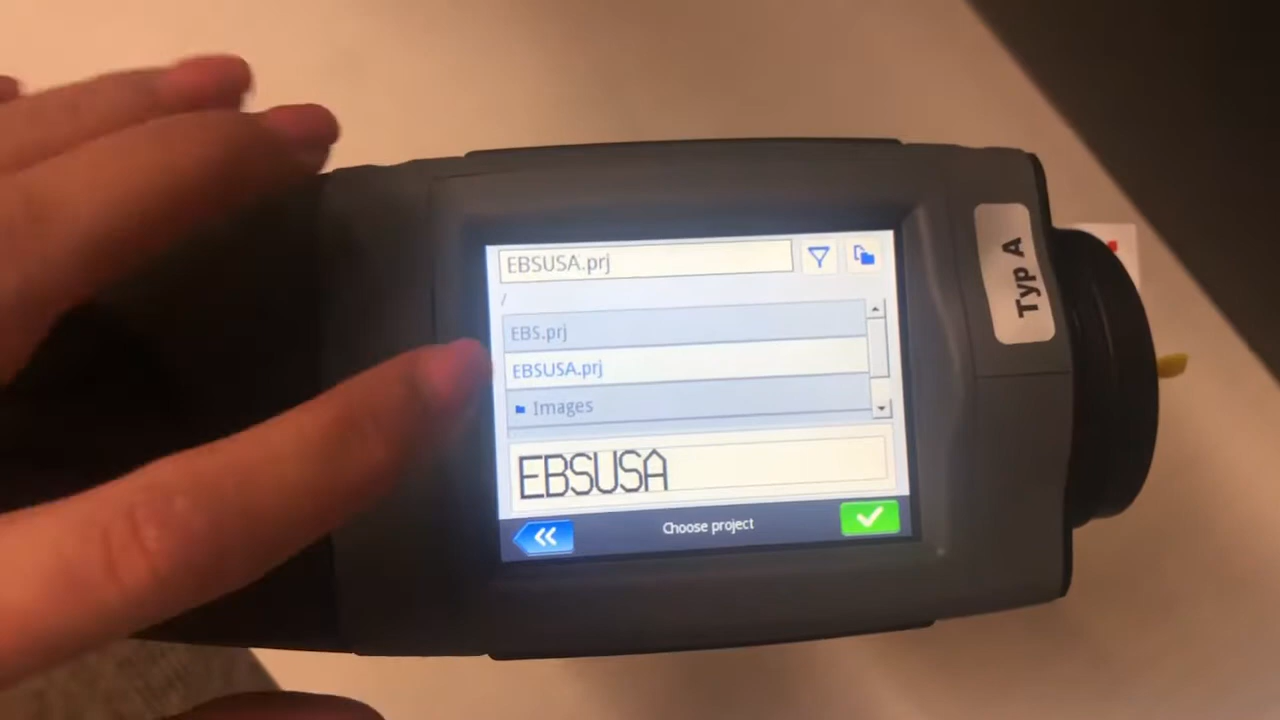 EBSUSA.prj
/
EBS.prj
EBSUSA.prj
Images
EBSUSA
Choose project
Typ A